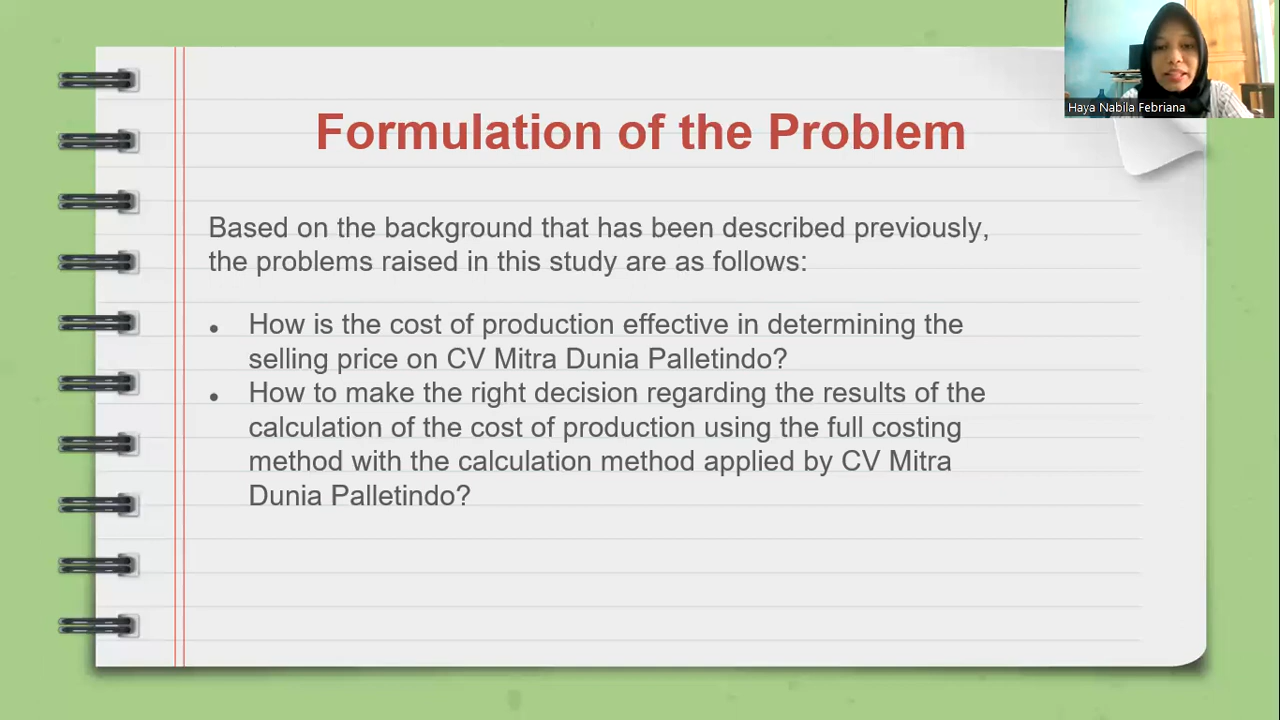 Haya Nabila Febriana
Formulation of the Problem
Based on the background that has been described previously,
the problems raised in this study are as follows:
• How is the cost of production effective in determining the
selling price on CV Mitra Dunia Palletindo?
• How to make the right decision regarding the results of the
calculation of the cost of production using the full costing
method with the calculation method applied by CV Mitra
Dunia Palletindo?